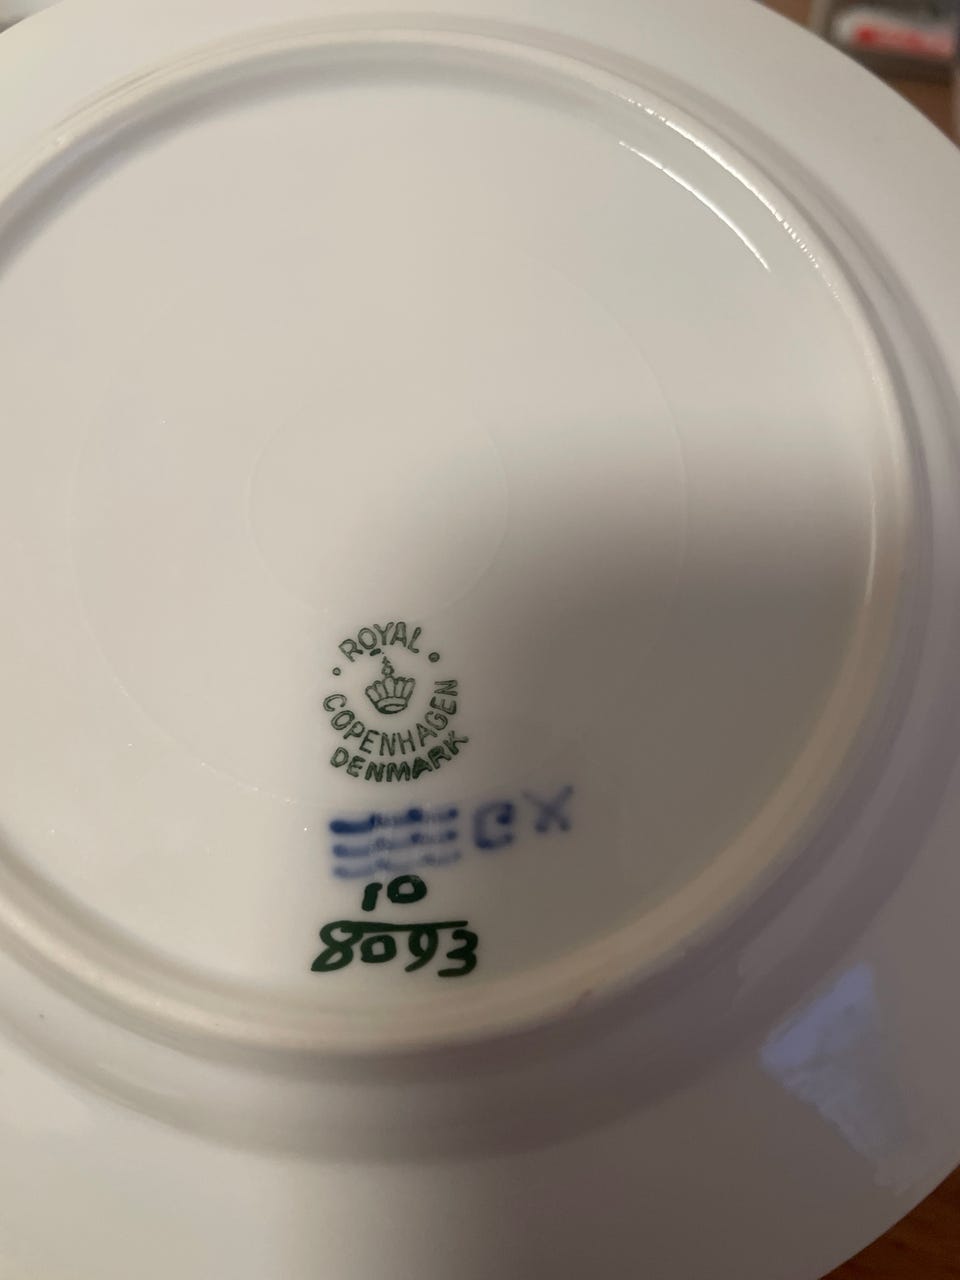 ROYAL
COPENHAGEN
DENMARK
10
8093